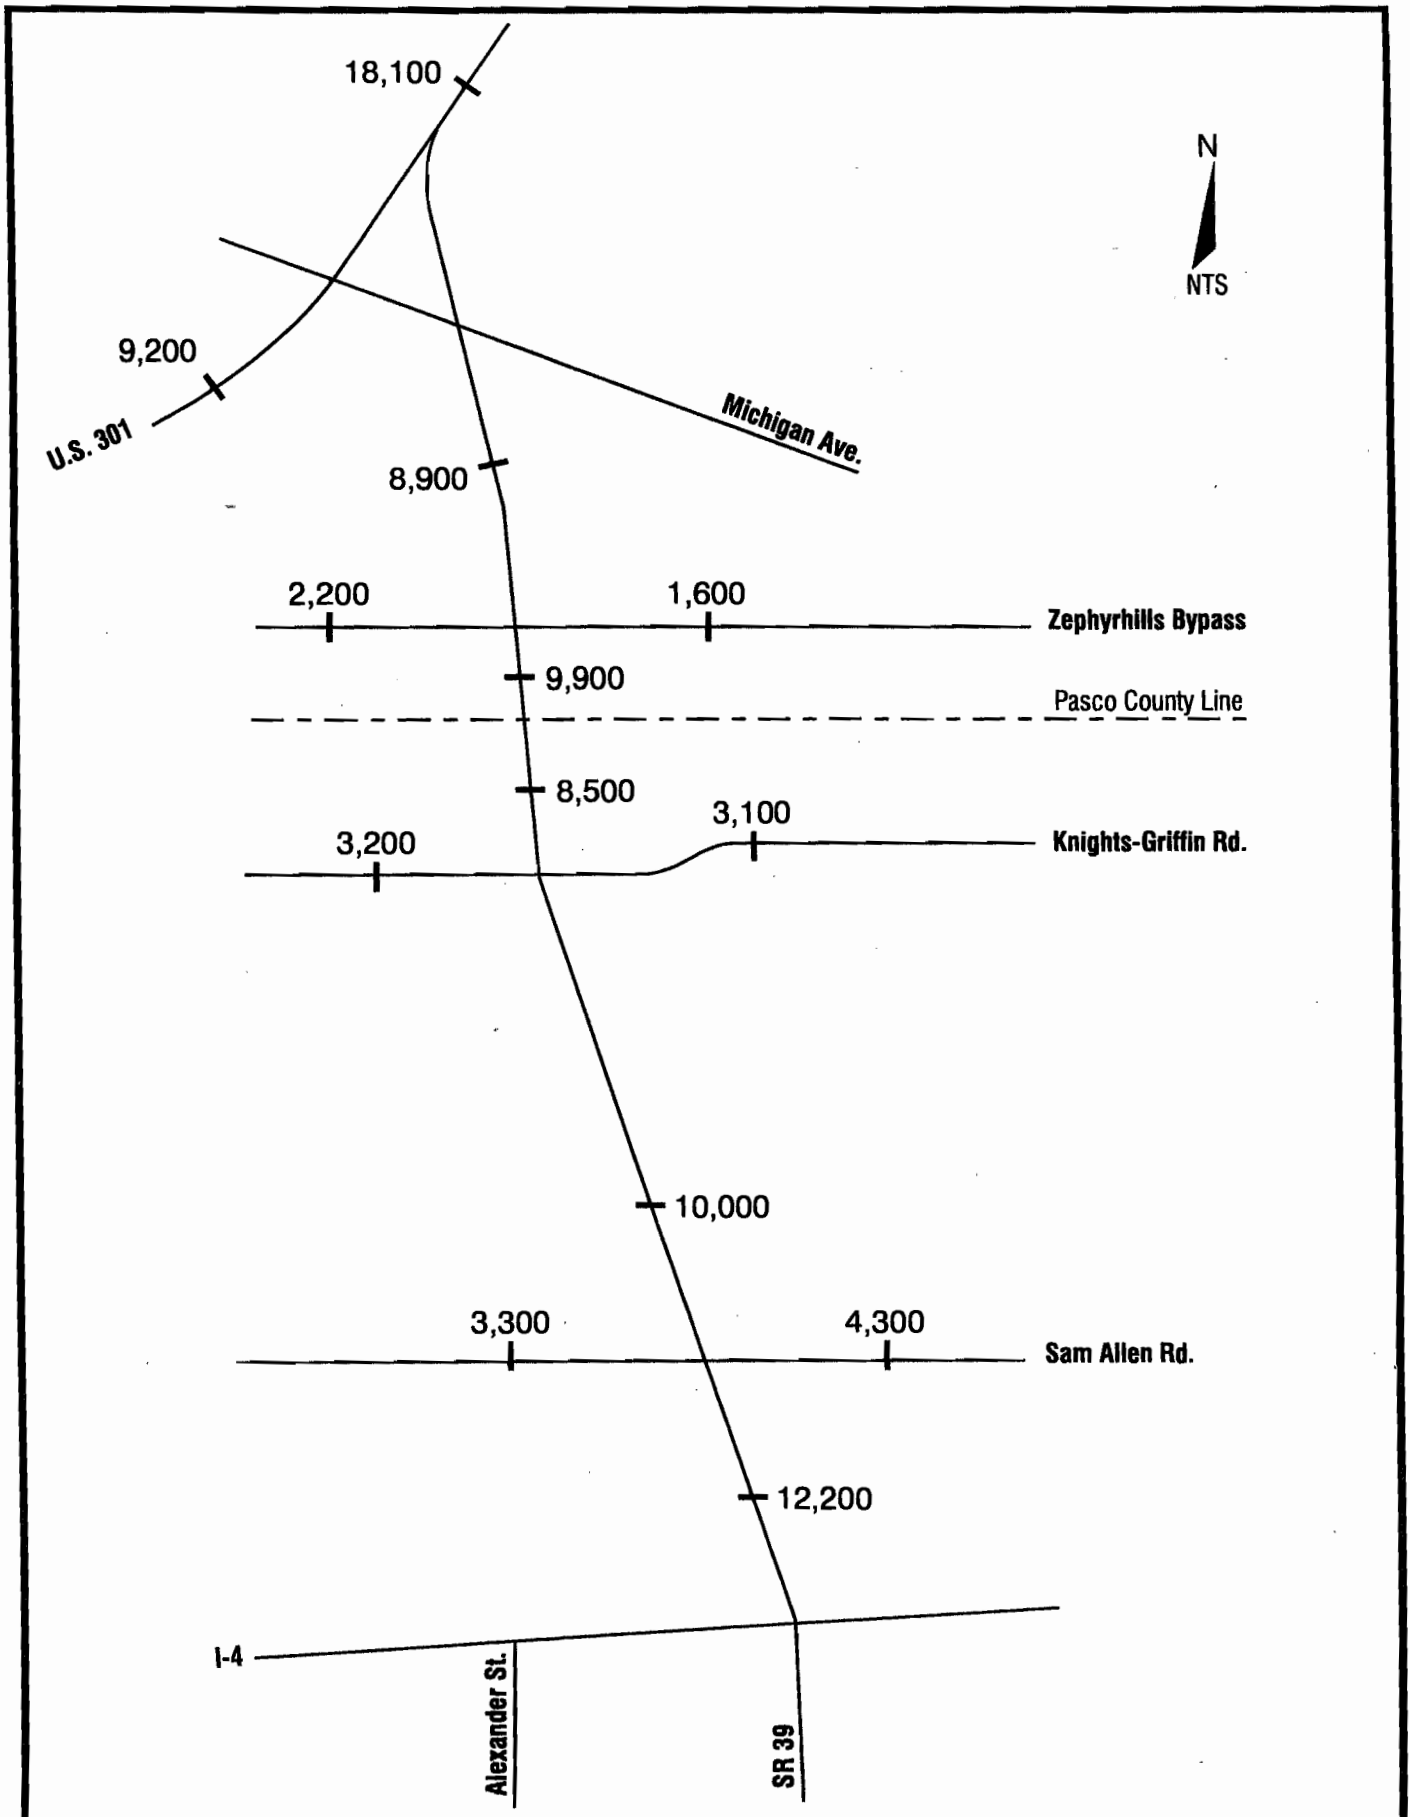 18,100
N
NTS
9,200
U.S. 301
Michigan Ave.
8,900
2,200
1,600
Zephyrhills Bypass
9,900
Pasco County Line
8,500
3,100
3,200
Knights-Griffin Rd.
10,000
3,300
4,300
Sam Allen Rd.
12,200
I-4
Alexander St.
SR 39